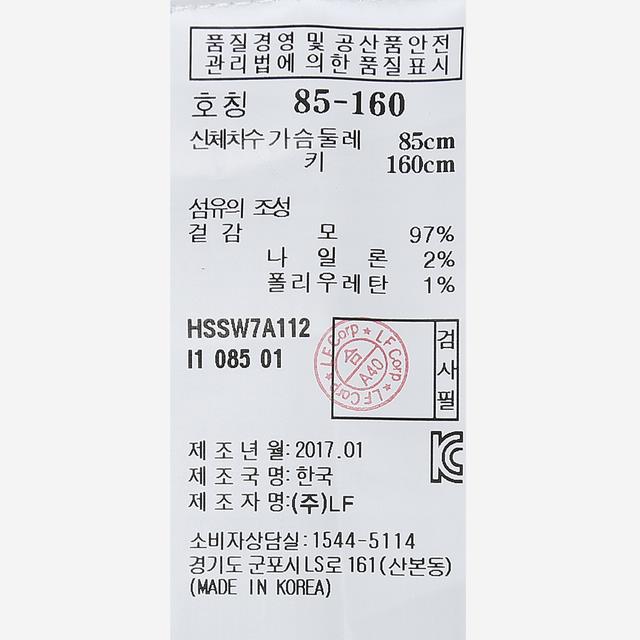 품질경영 및 공산품안전
관리법에 의한 품질표시
호칭 85-160
신체치수 가슴둘레 85cm
키 160cm
섬유의 조성
겉감 모 97%
나일론 2%
폴리우레탄 1%
HSSW7A112
I1 085 01
LF Corp ★ LF Corp ★ LF Corp
A40
검사필
제조년월:2017.01
제조국명:한국
제조자명:(주)LF
소비자상담실:1544-5114
경기도 군포시 LS로 161(산본동)
(MADE IN KOREA)